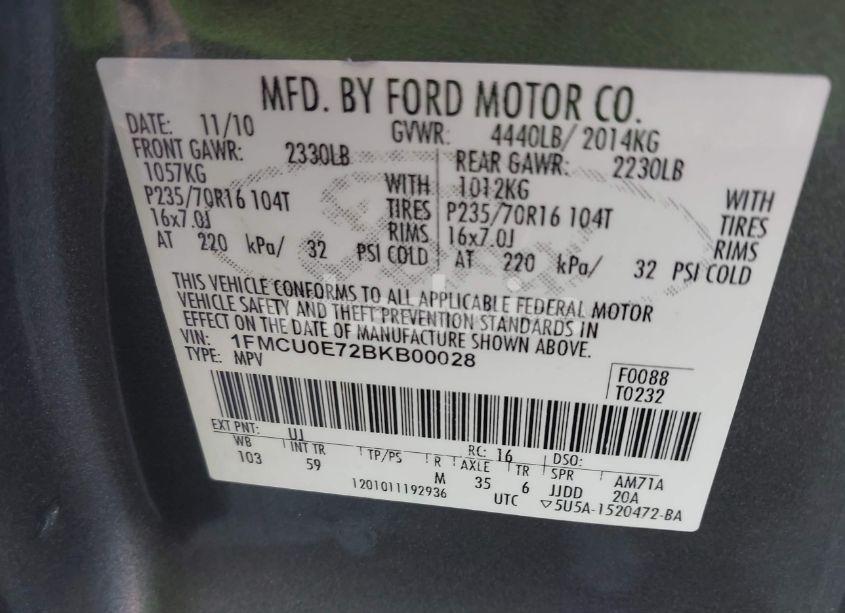 MFD. BY FORD MOTOR CO.
DATE: 11/10 GVWR: 4440LB/ 2014KG
FRONT GAWR: 2330LB REAR GAWR: 2230LB
1057KG WITH 1012KG WITH
P235/70R16 104T TIRES P235/70R16 104T TIRES
16x7.0J RIMS 16x7.0J RIMS
AT 220 kPa/ 32 PSI COLD AT 220 kPa/ 32 PSI COLD
THIS VEHICLE CONFORMS TO ALL APPLICABLE FEDERAL MOTOR
VEHICLE SAFETY AND THEFT PREVENTION STANDARDS IN
EFFECT ON THE DATE OF MANUFACTURE SHOWN ABOVE.
VIN: 1FMCU0E72BKB00028
TYPE: MPV
F0088
T0232
EXT PNT: UJ RC: 16 DSO:
WB INT TR TP/PS R AXLE TR SPR AM71A
103 59 M 35 6 JJDD 20A
1201011192936 UTC ▽5U5A-1520472-BA